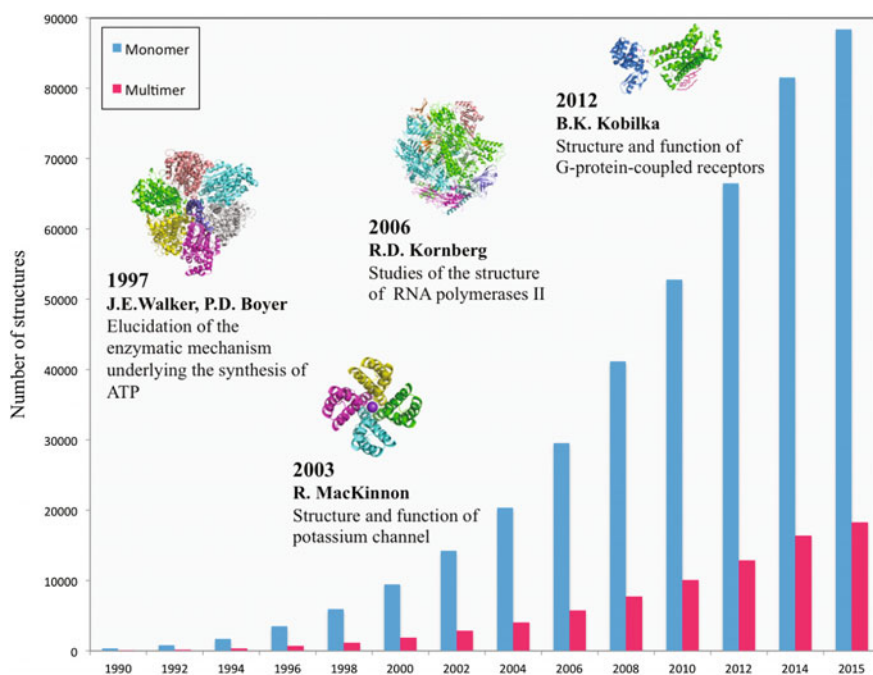 90000
80000
70000
60000
50000
40000
30000
20000
10000
0
Number of structures
Monomer
Multimer
1997
J.E.Walker, P.D. Boyer
Elucidation of the
enzymatic mechanism
underlying the synthesis of
ATP
2003
R. MacKinnon
Structure and function of
potassium channel
2006
R.D. Kornberg
Studies of the structure
of RNA polymerases II
2012
B.K. Kobilka
Structure and function of
G-protein-coupled receptors
1990 1992 1994 1996 1998 2000 2002 2004 2006 2008 2010 2012 2014 2015